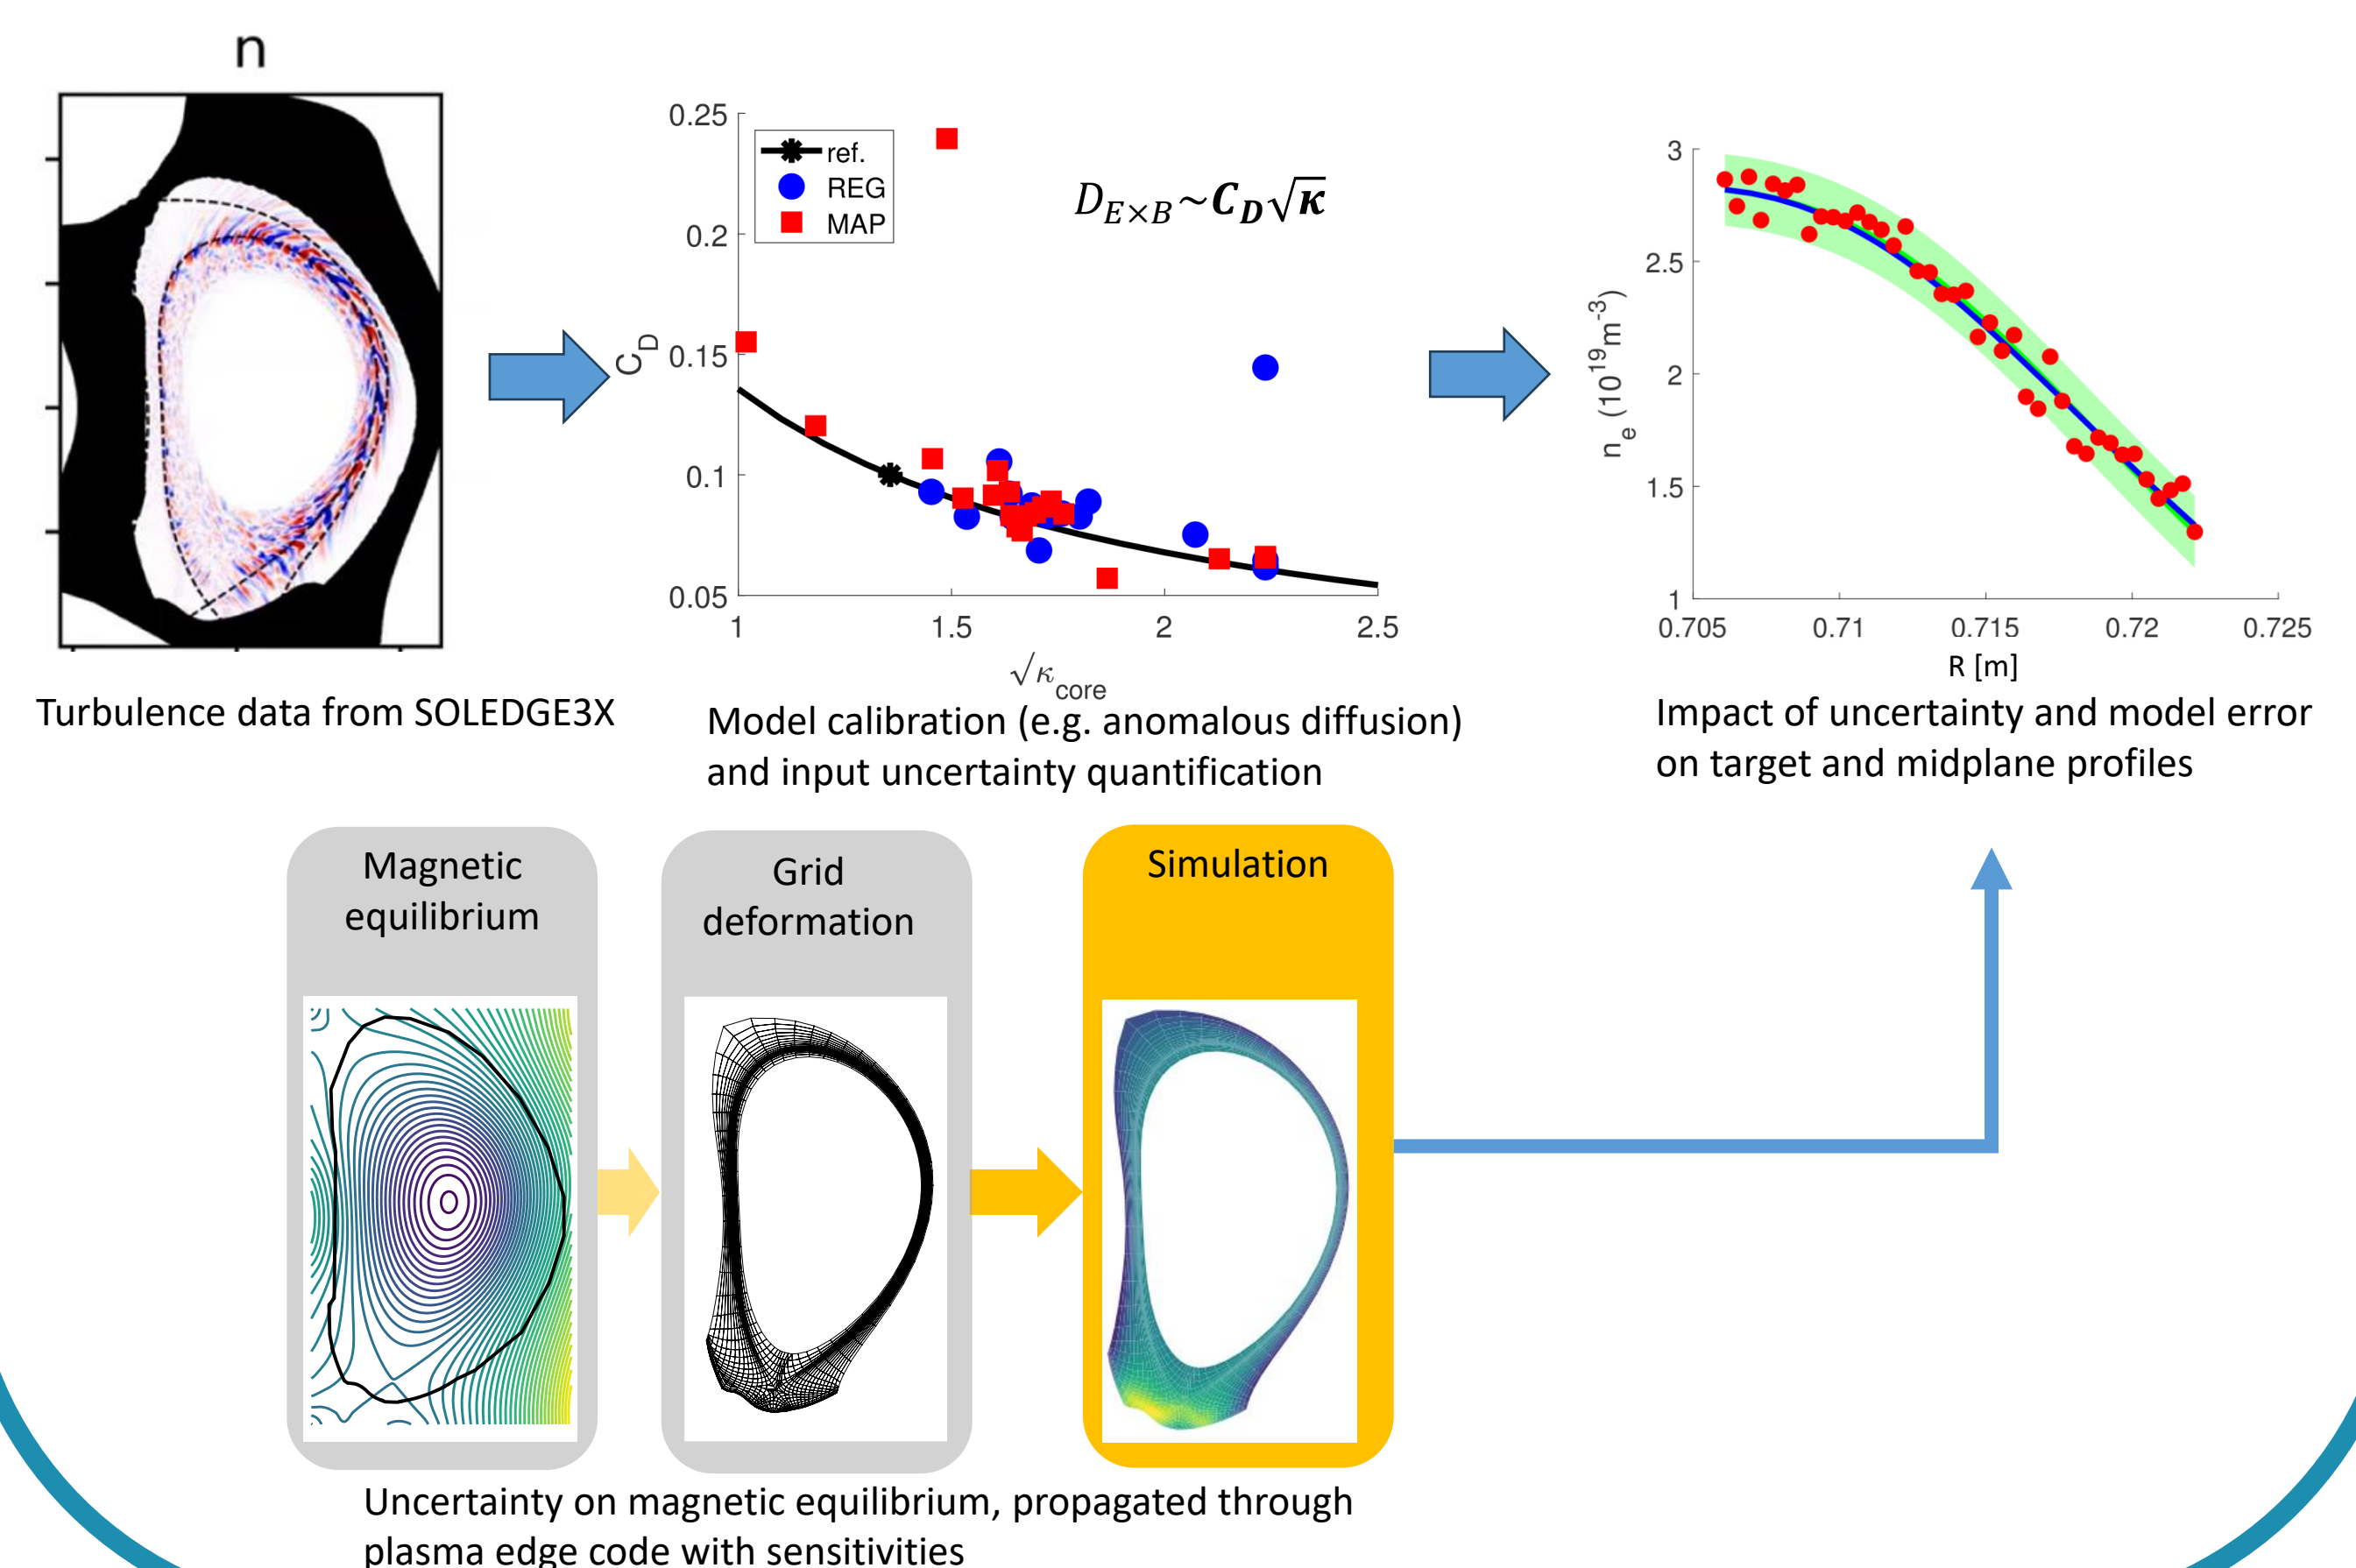 n
Turbulence data from SOLEDGE3X
0.25
0.2
0.15
0.1
0.05
C_D
ref.
REG
MAP
D_{E×B}~C_D√κ
1
1.5
2
2.5
√κ_core
Model calibration (e.g. anomalous diffusion)
and input uncertainty quantification
3
2.5
2
1.5
1
n_e (10^19 m^-3)
0.705
0.71
0.715
0.72
0.725
R [m]
Impact of uncertainty and model error
on target and midplane profiles
Magnetic
equilibrium
Grid
deformation
Simulation
Uncertainty on magnetic equilibrium, propagated through
plasma edge code with sensitivities